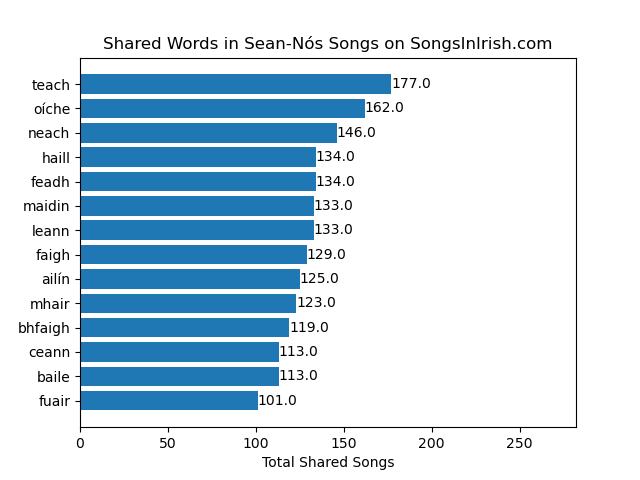 Shared Words in Sean-Nós Songs on SongsInIrish.com
teach 177.0
oíche 162.0
neach 146.0
haill 134.0
feadh 134.0
maidin 133.0
leann 133.0
faigh 129.0
ailín 125.0
mhair 123.0
bhfaigh 119.0
ceann 113.0
baile 113.0
fuair 101.0
0 50 100 150 200 250
Total Shared Songs